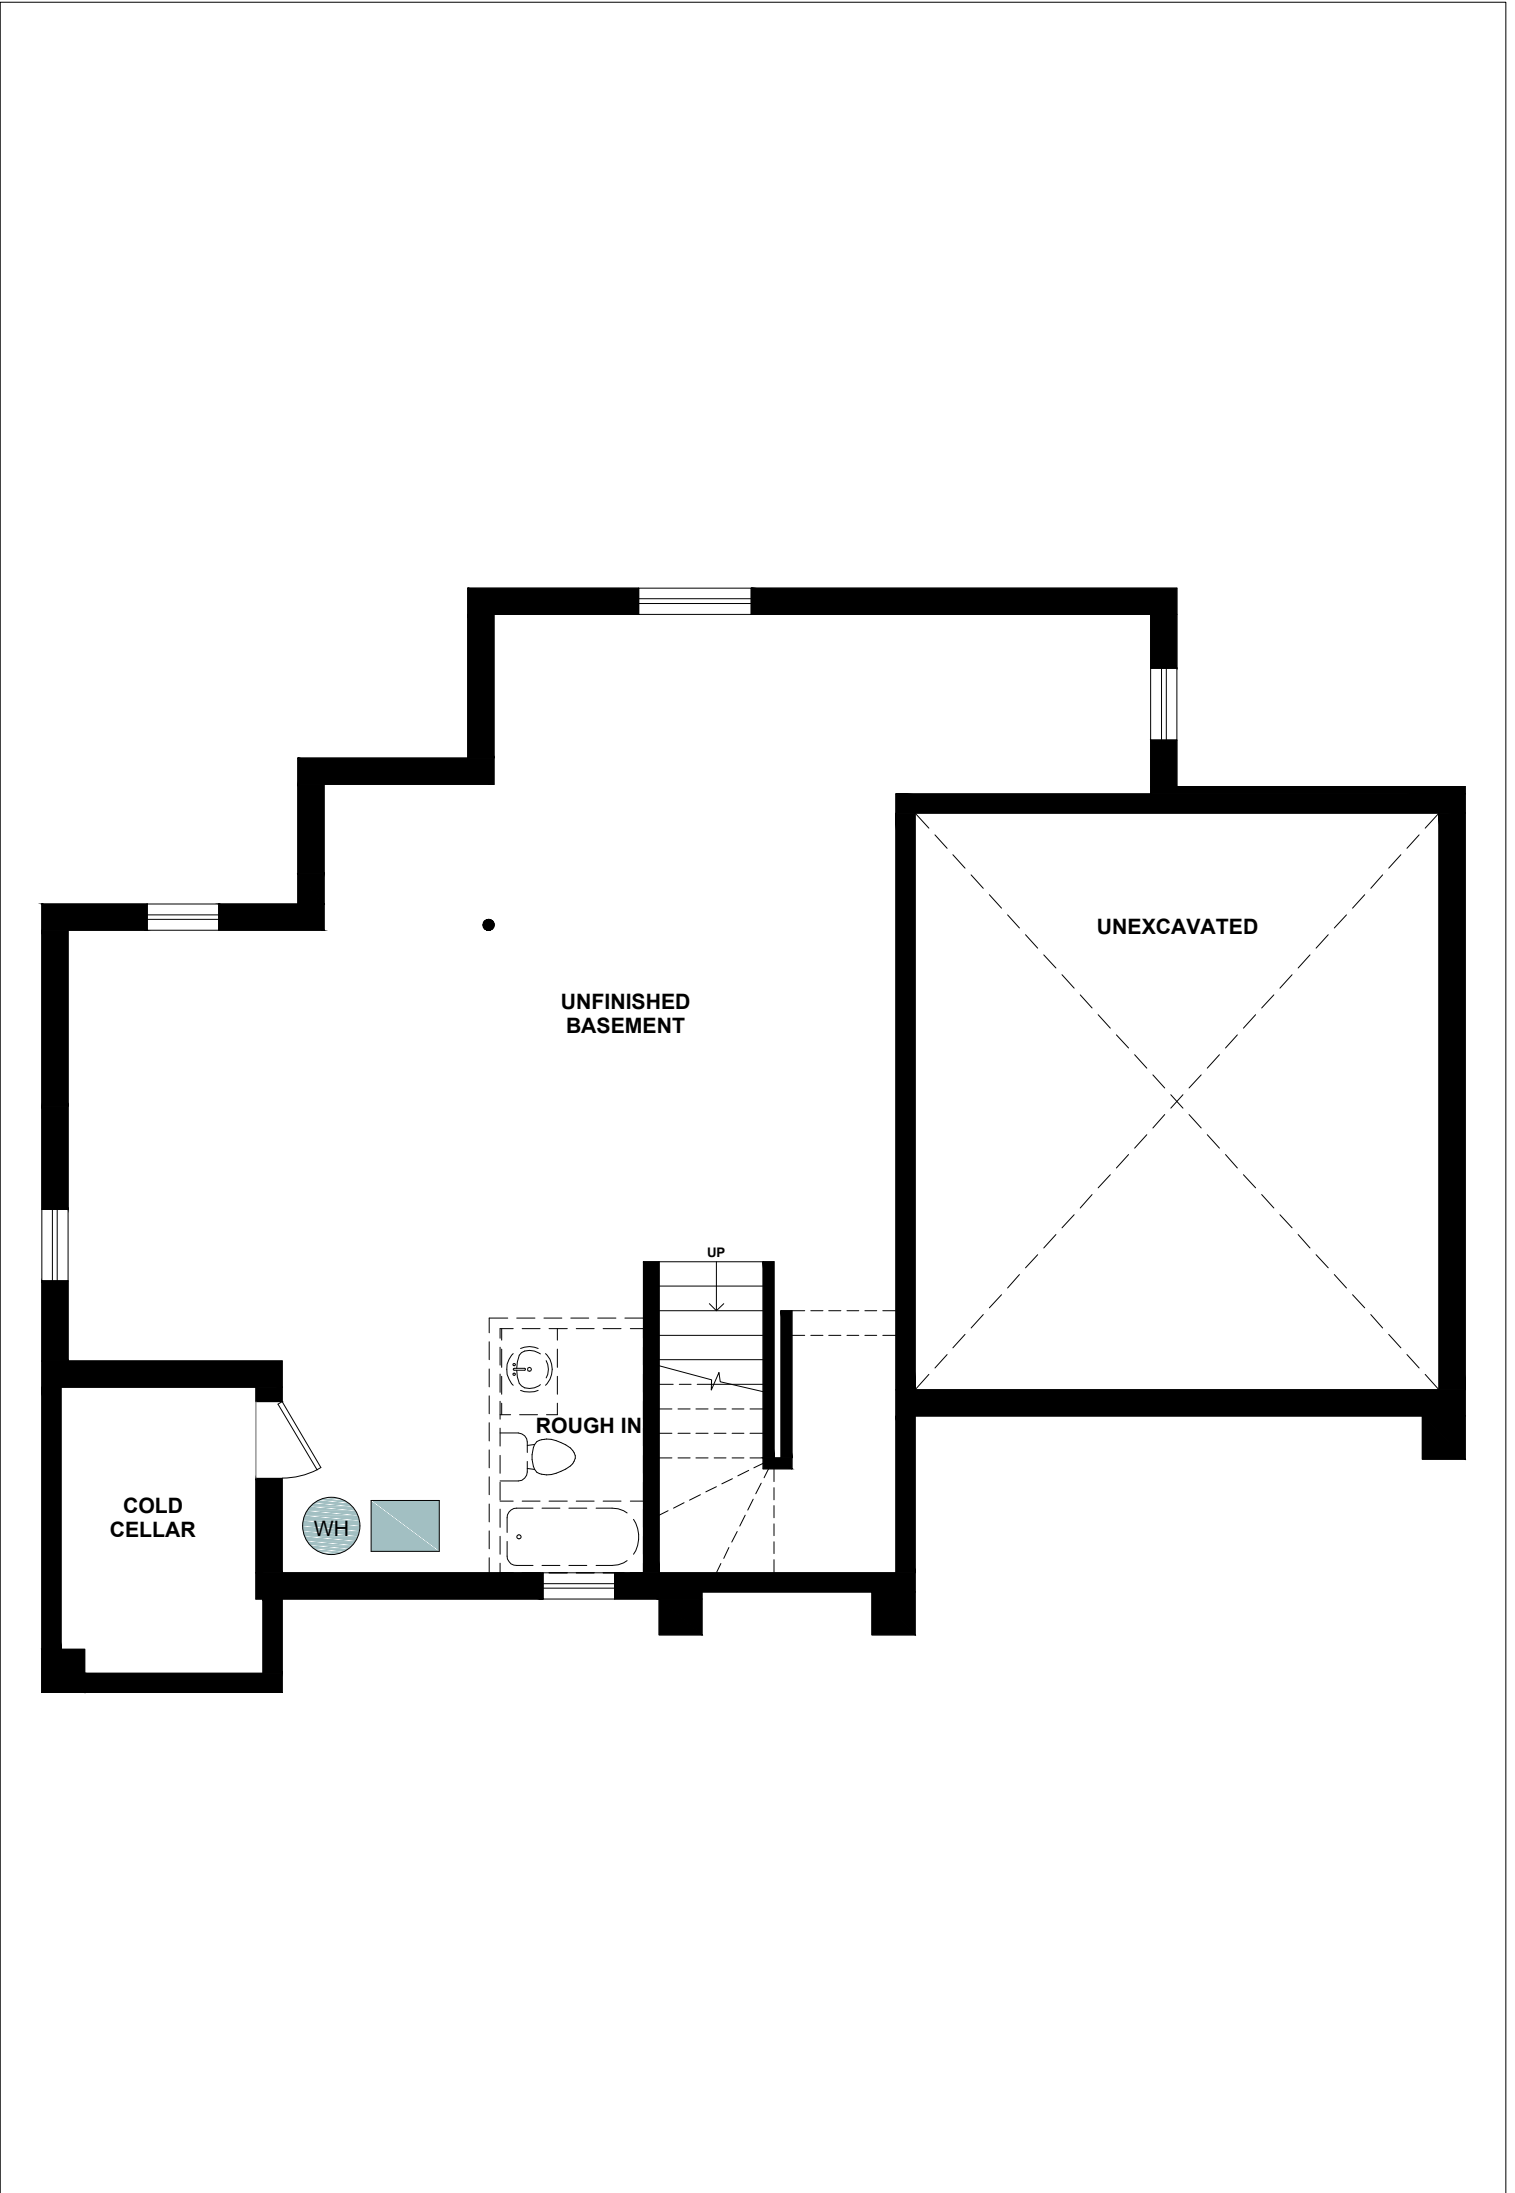 UNEXCAVATED
UNFINISHED
BASEMENT
UP
ROUGH IN
COLD
CELLAR
WH